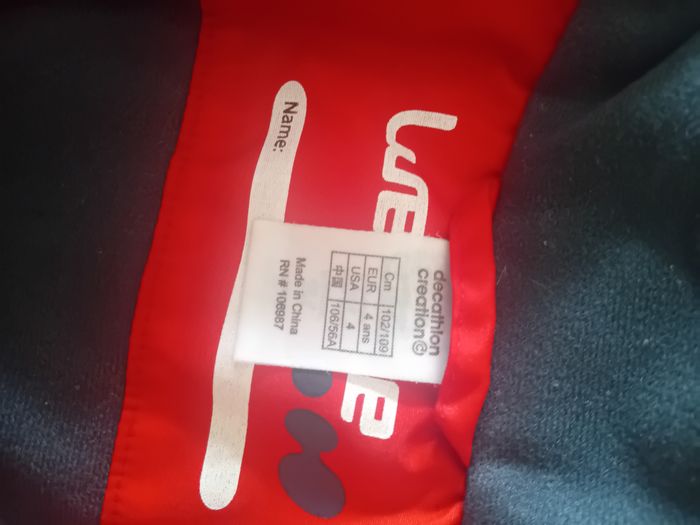 Name:
decathlon
creation©
Cm 102/109
EUR 4 ans
USA 4
中国 106/56A
Made in China
RN # 106987